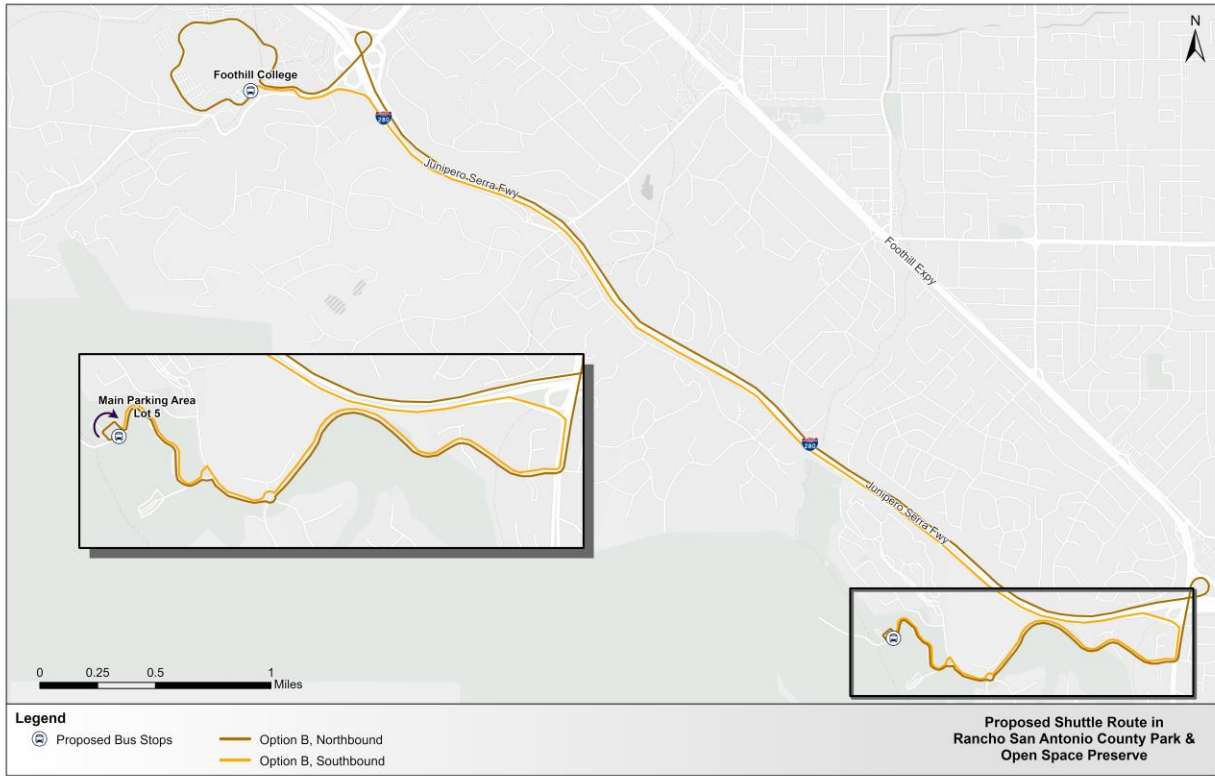 N
Foothill College
280
Junipero Serra Fwy
Foothill Expy
Main Parking Area
Lot 5
280
Junipero Serra Fwy
0 0.25 0.5 1
Miles
Legend
Proposed Bus Stops
Option B, Northbound
Option B, Southbound
Proposed Shuttle Route in
Rancho San Antonio County Park &
Open Space Preserve